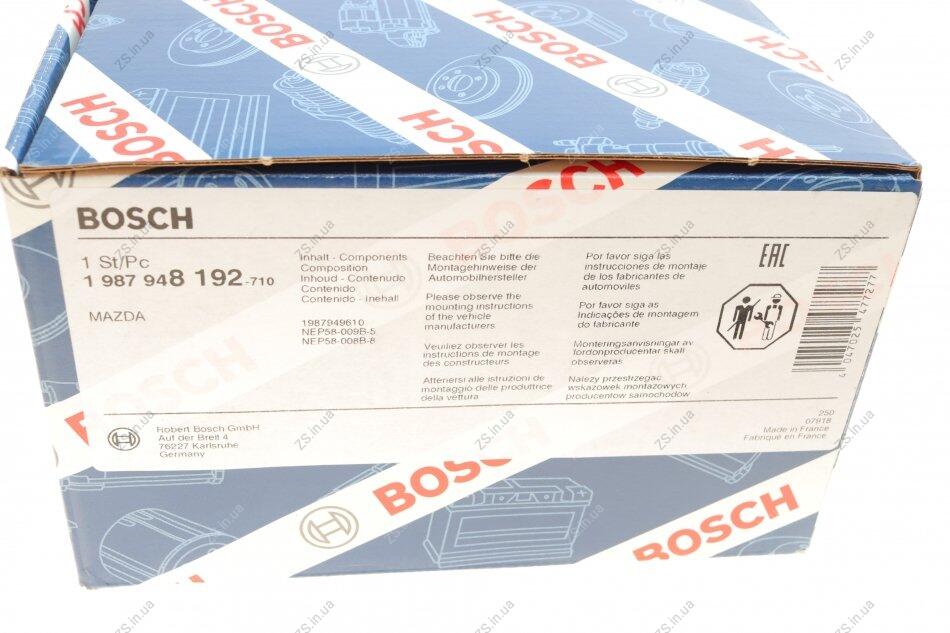 BOSCH
BOSCH
BOSCH
BOSCH
BOSCH
BOSCH
BOSCH
1 St/Pc
1 987 948 192-710
MAZDA
Inhalt - Components
Composition
Inhoud - Contenudo
Contenido
Contenido - Inehall
1987949610
NEP58-009B-5
NEP58-008B-8
Beachten Sie bitte die
Montagehinweise der
Automobilhersteller
Please observe the
mounting instructions
of the vehicle
manufacturers
Veuillez observer les
instructions de montage
des constructeurs
Attenersi alle istruzioni di
montaggio delle produttrice
della vettura
Por favor siga las
instrucciones de montaje
de los fabricantes de
automoviles
Por favor siga as
Indicações de montagem
do fabricante
Monteringsanvisningar av
fordonproducentar skall
observeras
Nalezy przestrzegac
wskazowek montazowych
producentow samochodow
EAC
4 047025 477277
Robert Bosch GmbH
Auf der Breit 4
76227 Karlsruhe
Germany
250
07918
Made in France
Fabriqué en France
BOSCH
BOSCH
ZS.in.ua